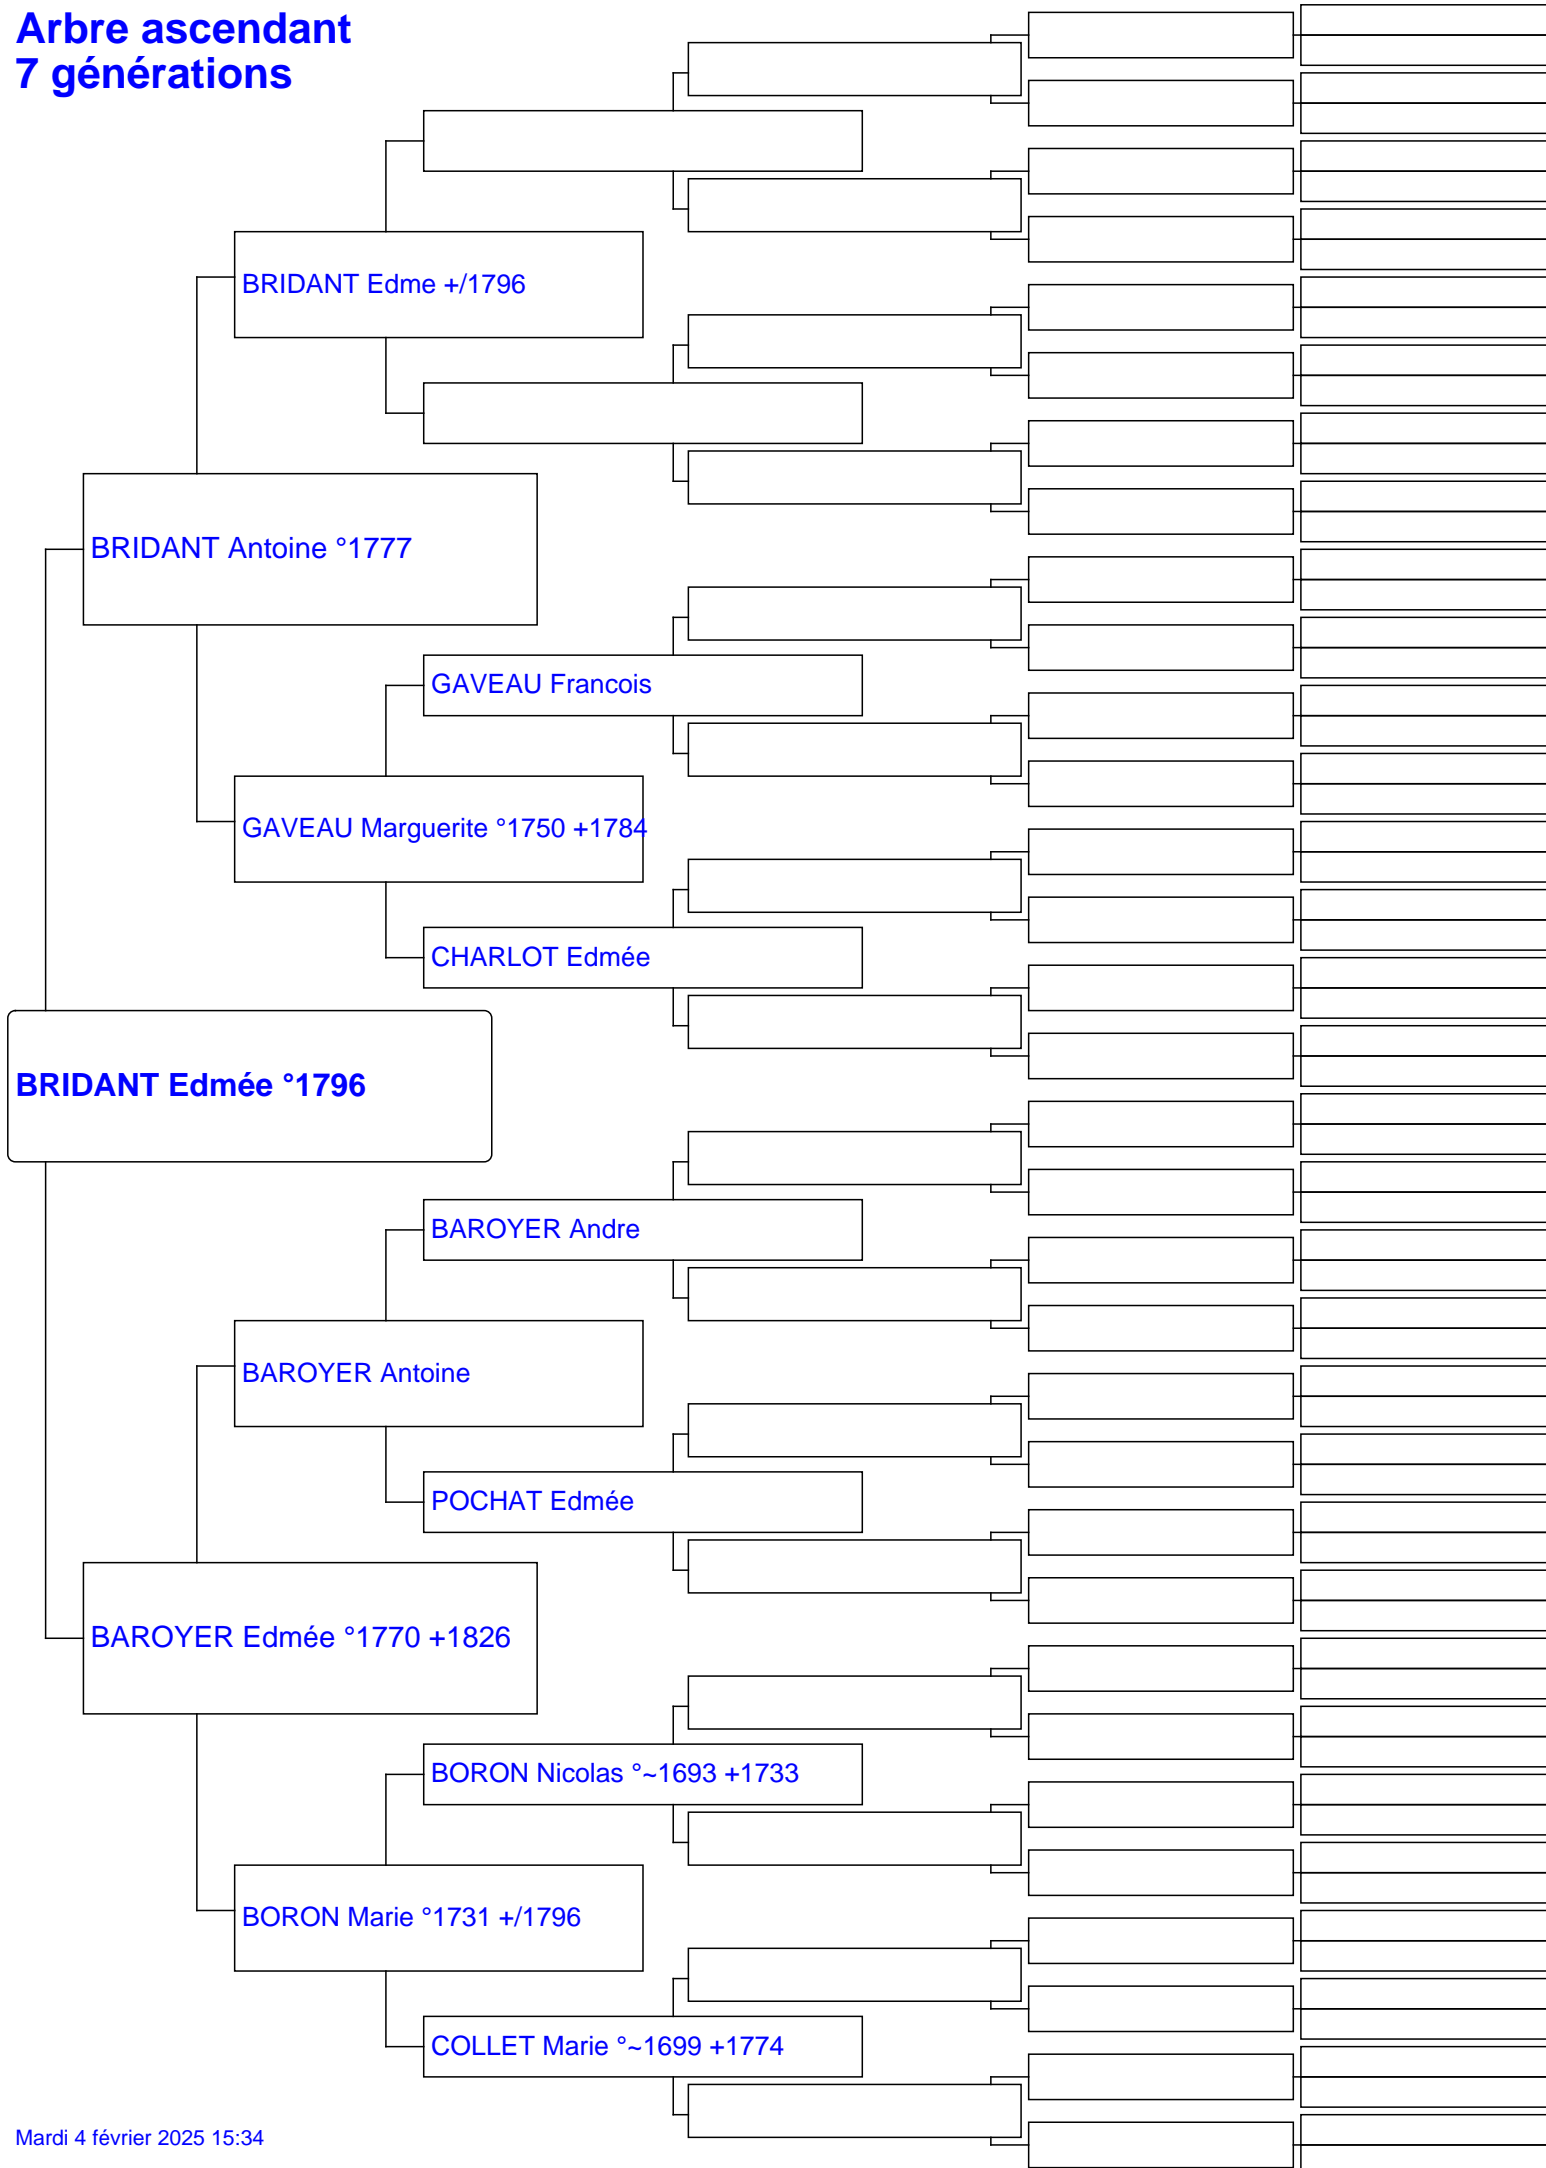 Arbre ascendant
7 générations
BRIDANT Edme +/1796
BRIDANT Antoine °1777
GAVEAU Francois
GAVEAU Marguerite °1750 +1784
CHARLOT Edmée
BRIDANT Edmée °1796
BAROYER Andre
BAROYER Antoine
POCHAT Edmée
BAROYER Edmée °1770 +1826
BORON Nicolas °~1693 +1733
BORON Marie °1731 +/1796
COLLET Marie °~1699 +1774
Mardi 4 février 2025 15:34